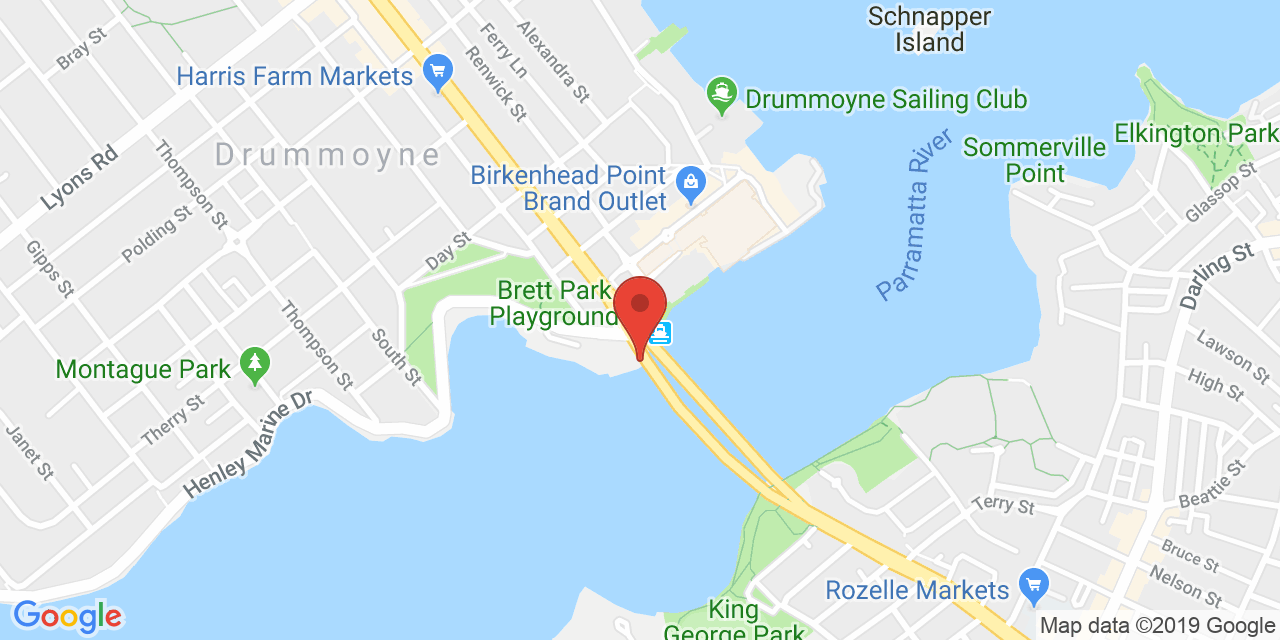 Schnapper
Island
Bray St
Ferry Ln
Alexandra St
Renwick St
Harris Farm Markets
Drummoyne Sailing Club
Elkington Park
Parramatta River
Sommerville
Point
Drummoyne
Lyons Rd
Thompson St
Birkenhead Point
Brand Outlet
Glassop St
Polding St
Gipps St
Day St
Darling St
Brett Park
Playground
Thompson St
South St
Lawson St
High St
Montague Park
Therry St
Henley Marine Dr
Janet St
Terry St
Beattie St
Bruce St
Nelson St
Rozelle Markets
King
George Park
Google
Map data ©2019 Google